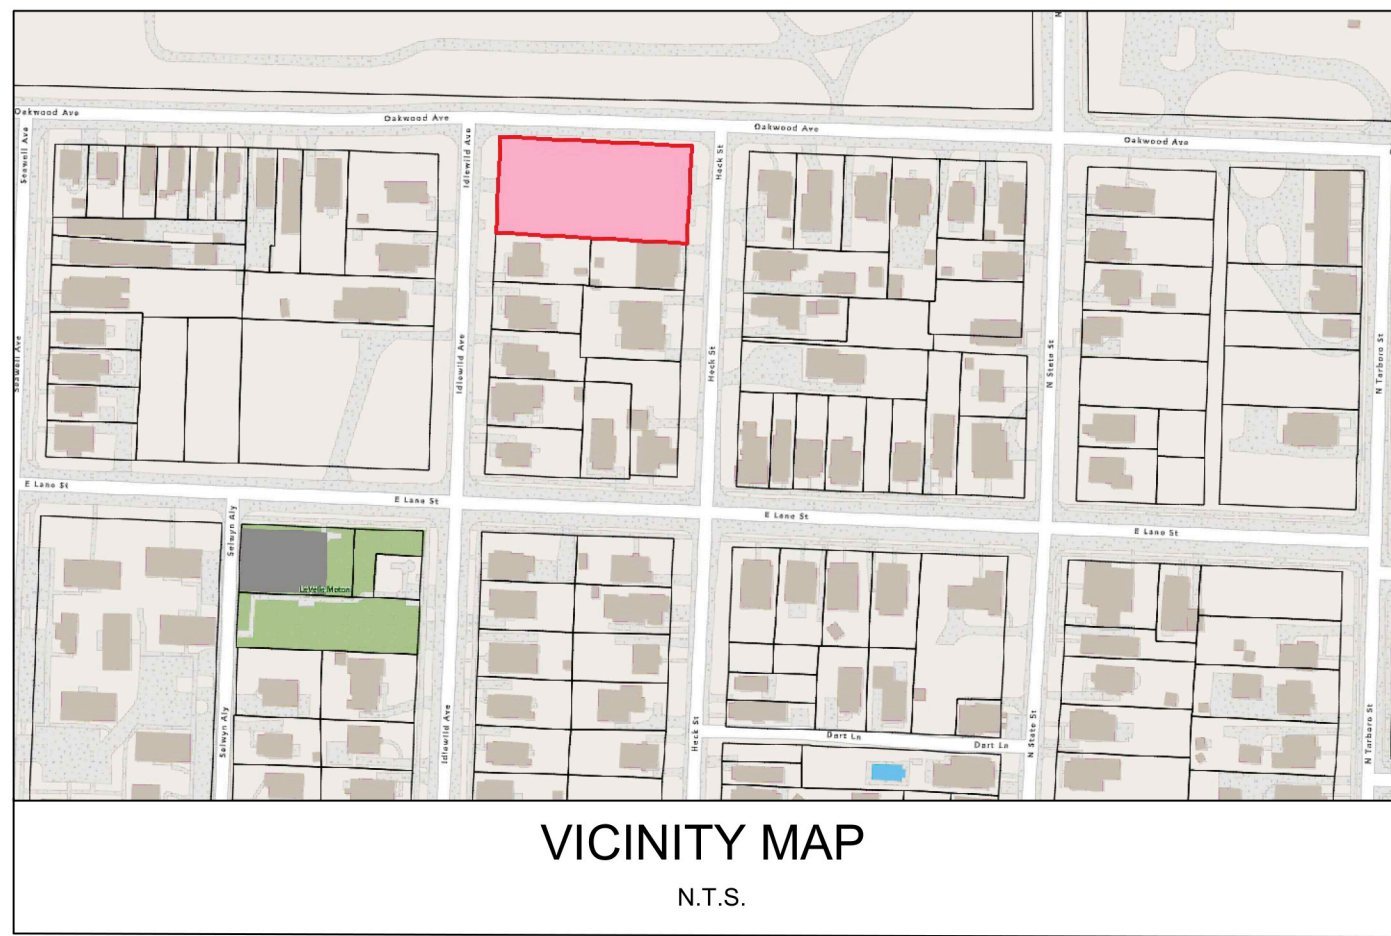 N
Oakwood Ave
Oakwood Ave
Oakwood Ave
Oakwood Ave
Seawell Ave
Idlewild Ave
Heck St
Seawell Ave
Idlewild Ave
Heck St
N State St
N Tarboro St
E Lane St
E Lane St
E Lane St
E Lane St
Selwyn Aly
LeVelle Moton
Selwyn Aly
Idlewild Ave
Heck St
N State St
N Tarboro St
Dart Ln
Dart Ln
VICINITY MAP
N.T.S.